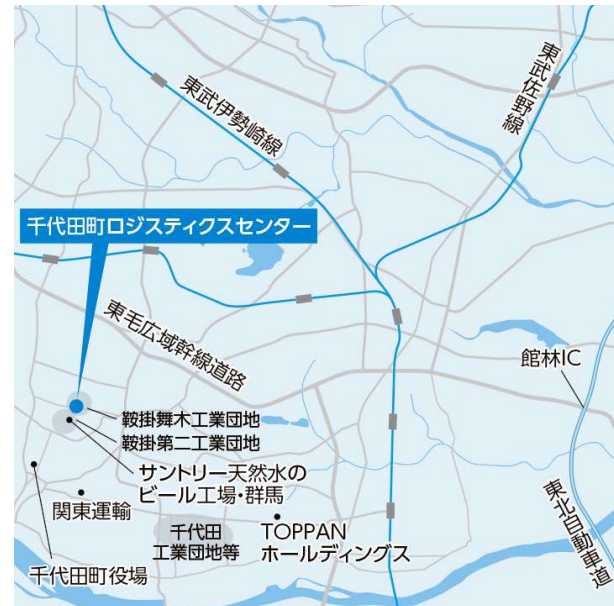 東武伊勢崎線
東武佐野線
千代田町ロジスティクスセンター
東毛広域幹線道路
館林IC
鞍掛舞木工業団地
鞍掛第二工業団地
サントリー天然水の
ビール工場・群馬
関東運輸
千代田
工業団地等
TOPPAN
ホールディングス
千代田町役場
東北自動車道